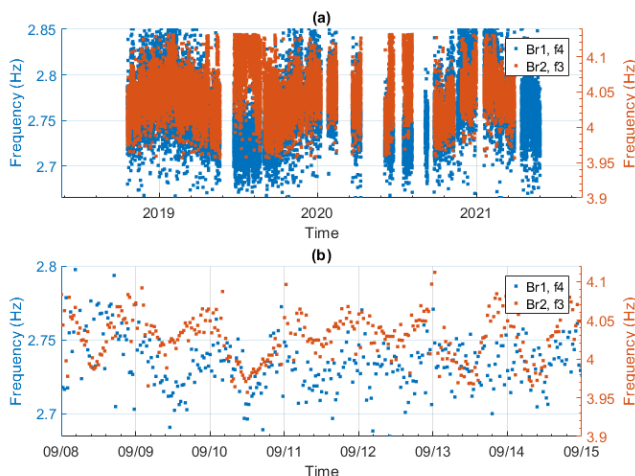 (a)
2.85
2.8
2.75
2.7
Frequency (Hz)
4.1
4.05
4
3.95
3.9
Frequency (Hz)
Br1, f4
Br2, f3
2019
2020
2021
Time
(b)
2.8
2.75
2.7
Frequency (Hz)
4.1
4.05
4
3.95
3.9
Frequency (Hz)
Br1, f4
Br2, f3
09/08
09/09
09/10
09/11
09/12
09/13
09/14
09/15
Time